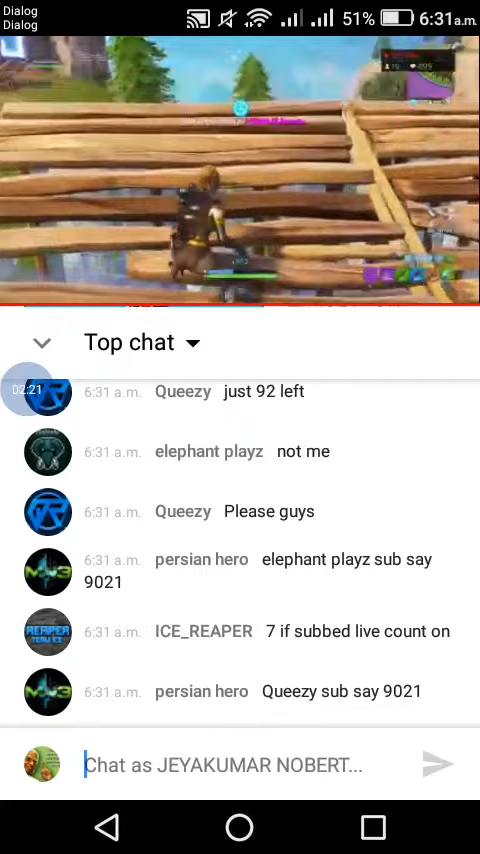 Dialog
Dialog
51%
6:31a.m.
Top chat
02:21
6:31 a.m. Queezy just 92 left
6:31 a.m. elephant playz not me
6:31 a.m. Queezy Please guys
6:31 a.m. persian hero elephant playz sub say
9021
REAPER
6:31 a.m. ICE_REAPER 7 if subbed live count on
6:31 a.m. persian hero Queezy sub say 9021
Chat as JEYAKUMAR NOBERT...